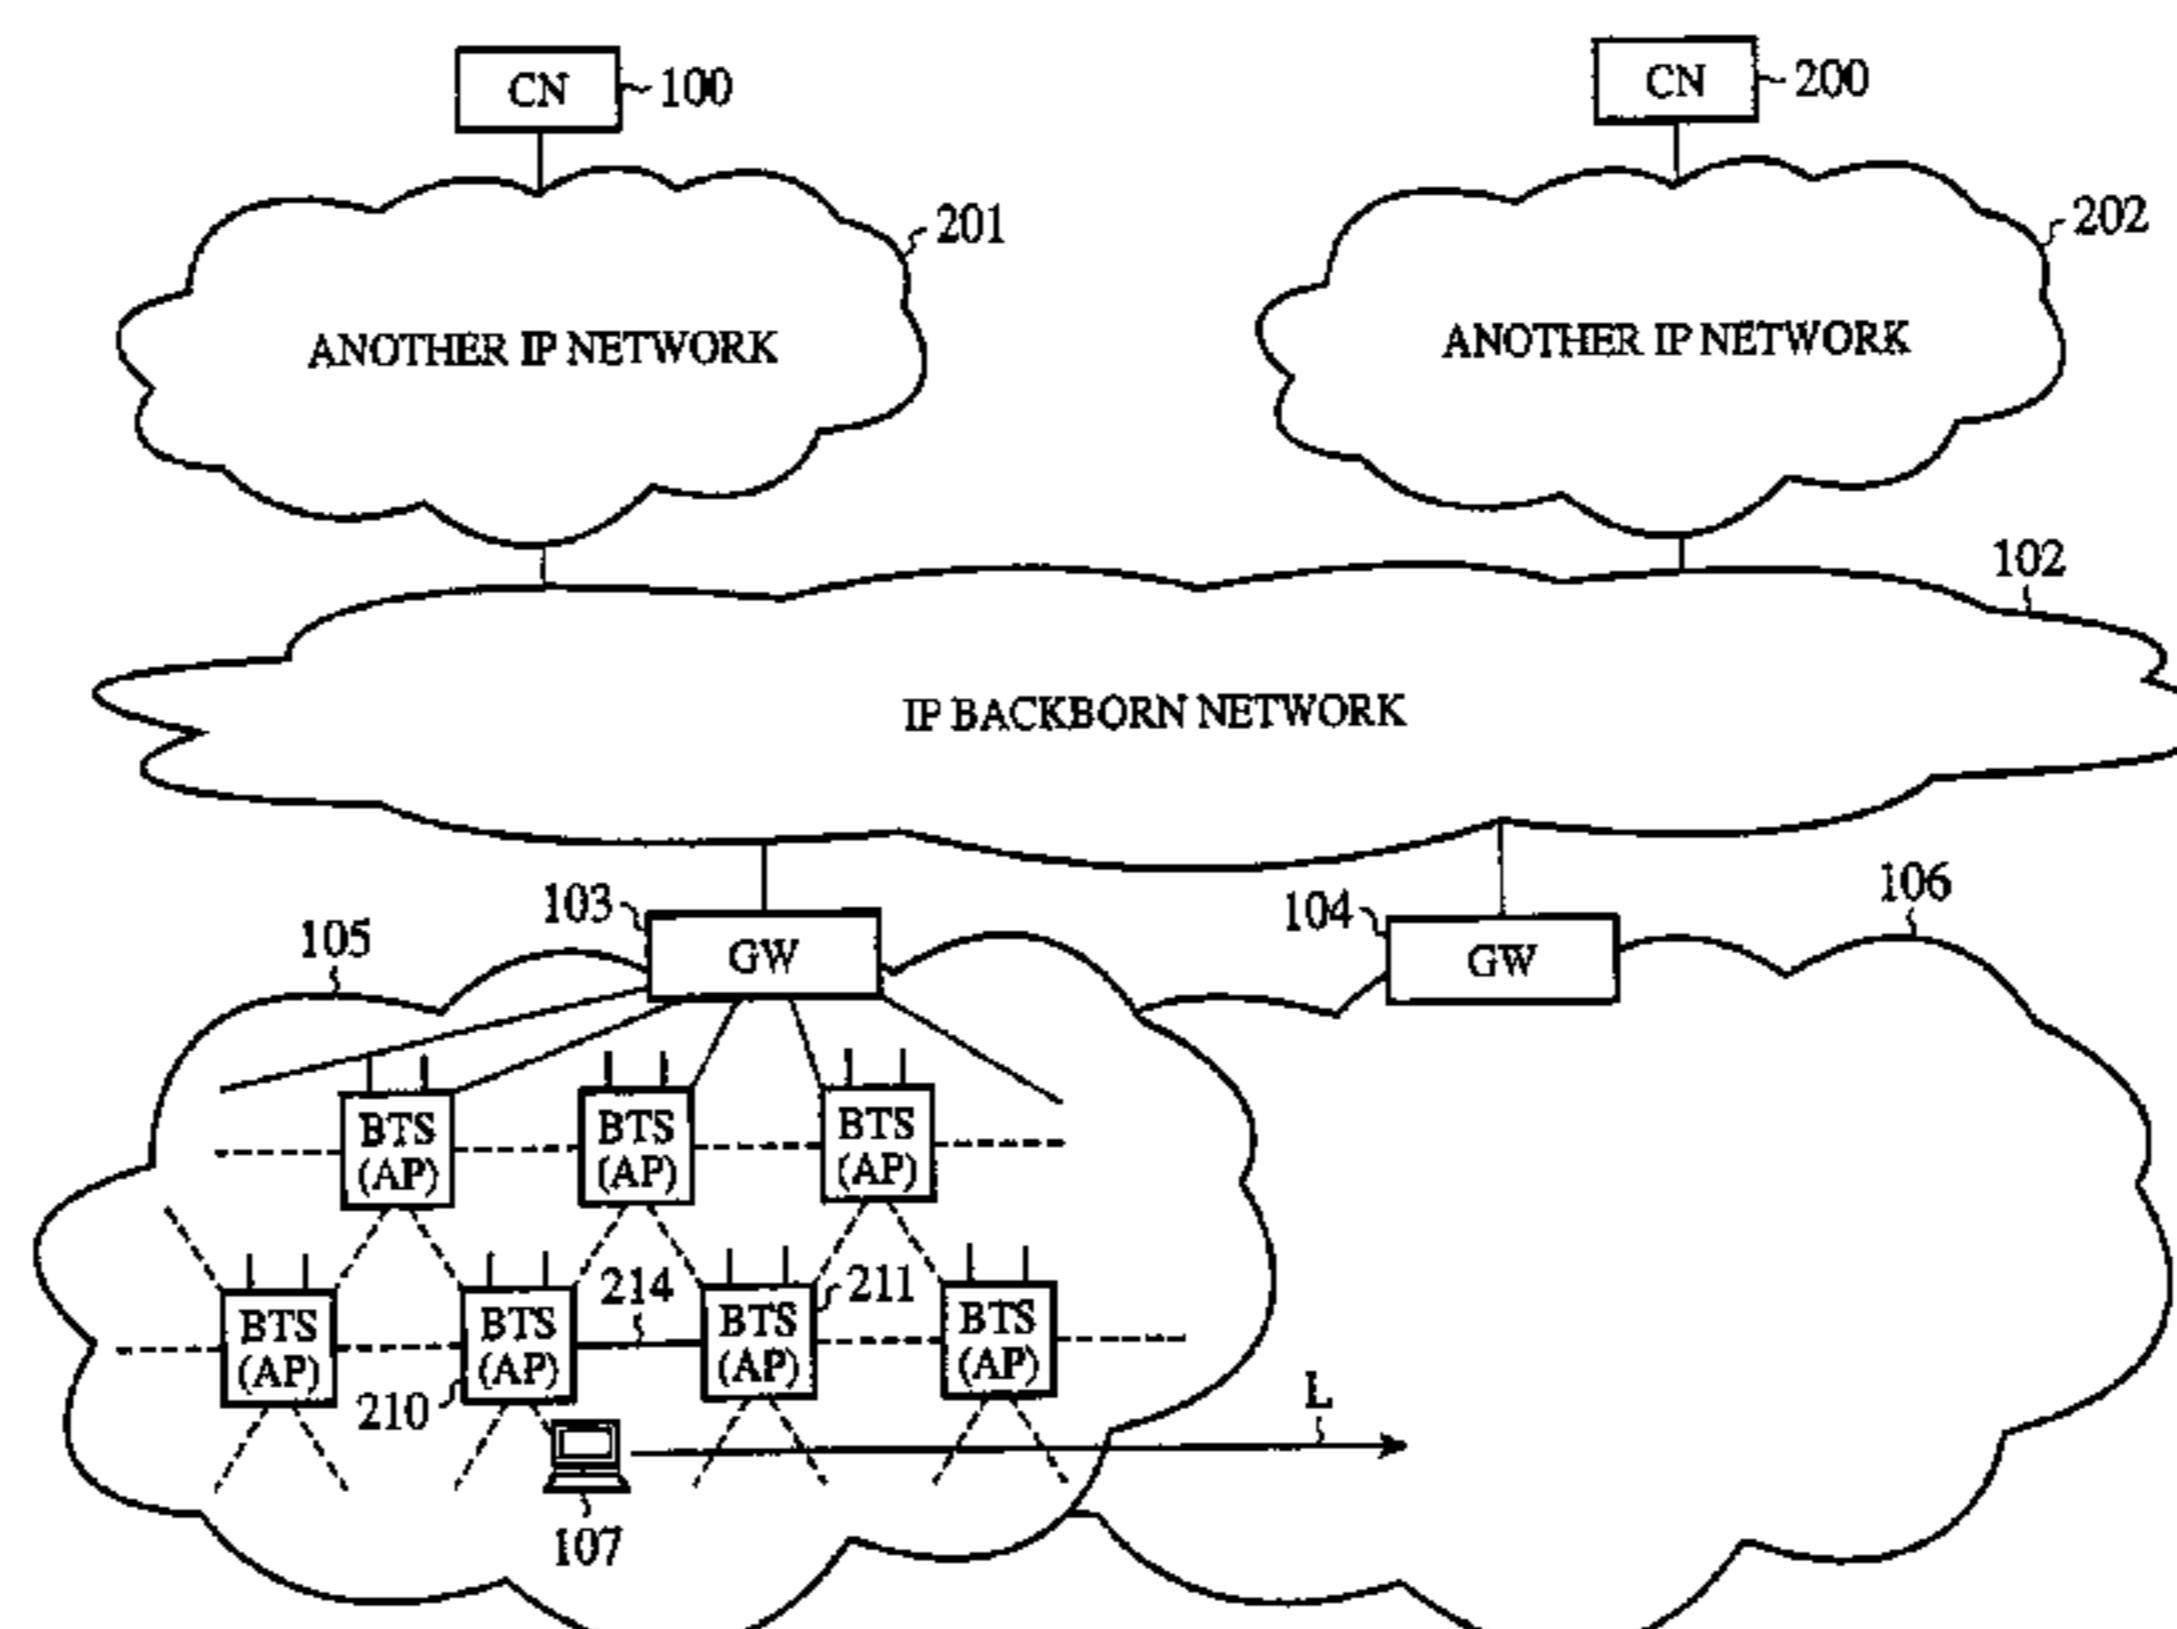 CN
100
CN
200
201
202
ANOTHER IP NETWORK
ANOTHER IP NETWORK
102
IP BACKBORN NETWORK
103
GW
104
GW
105
106
BTS
(AP)
BTS
(AP)
BTS
(AP)
BTS
(AP)
BTS
(AP)
214
BTS
(AP)
211
BTS
(AP)
210
L
107